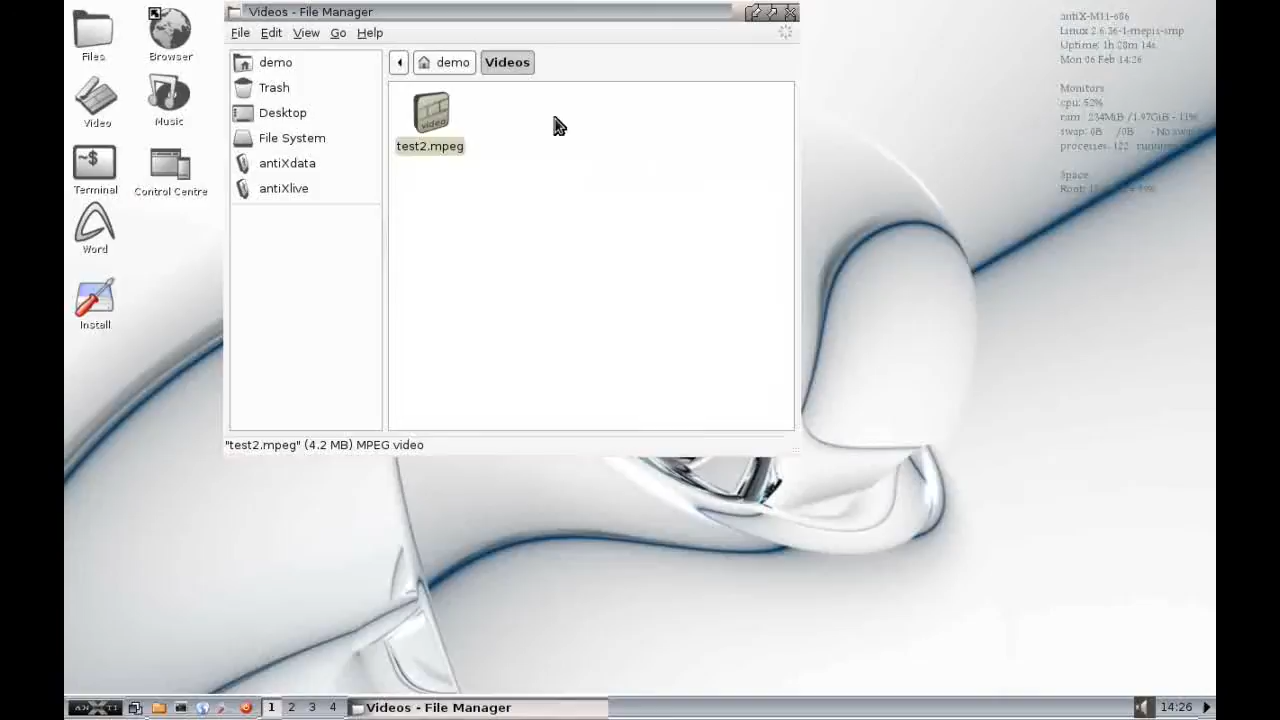 Videos - File Manager
File Edit View Go Help
demo
Trash
Desktop
File System
antiXdata
antiXlive
demo
Videos
video
test2.mpeg
"test2.mpeg" (4.2 MB) MPEG video
Files
Browser
Video
Music
~$
Terminal
Control Centre
Word
Install
antiX-M11-686
Linux 2.6.36-1-mepis-smp
Uptime: 1h 28m 14s
Mon 06 Feb 14:26
Monitors
cpu: 52%
ram: 234MiB /1.97GiB - 11%
swap: 0B /0B - No swap
processes: 122
Space
Root:
1 2 3 4
Videos - File Manager
14:26